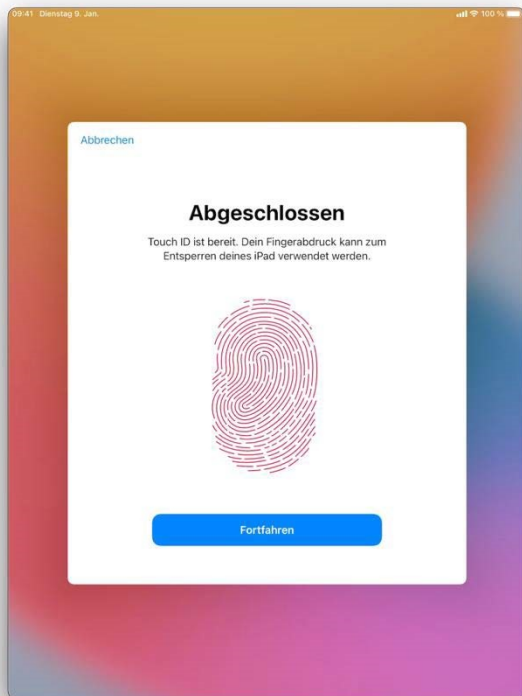 09:41 Dienstag 9. Jan.
100 %
Abbrechen
Abgeschlossen
Touch ID ist bereit. Dein Fingerabdruck kann zum
Entsperren deines iPad verwendet werden.
Fortfahren